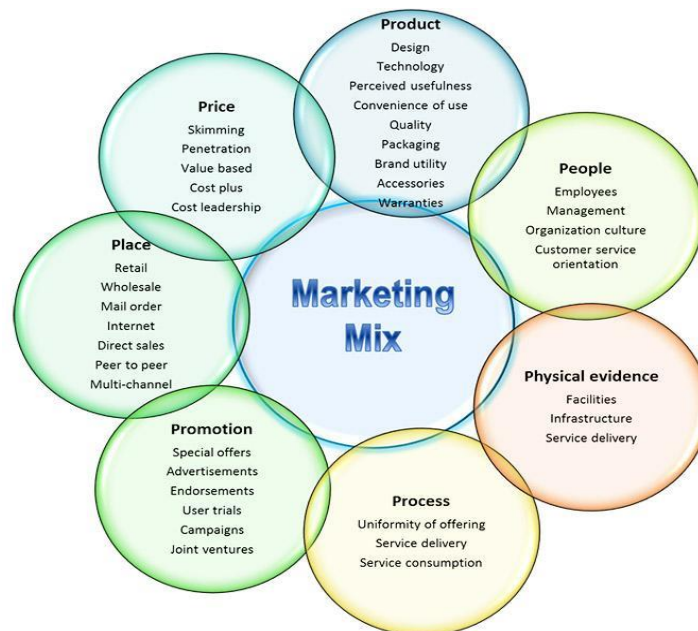 Product
Design
Technology
Perceived usefulness
Convenience of use
Quality
Packaging
Brand utility
Accessories
Warranties
Price
Skimming
Penetration
Value based
Cost plus
Cost leadership
People
Employees
Management
Organization culture
Customer service
orientation
Place
Retail
Wholesale
Mail order
Internet
Direct sales
Peer to peer
Multi-channel
Marketing
Mix
Physical evidence
Facilities
Infrastructure
Service delivery
Promotion
Special offers
Advertisements
Endorsements
User trials
Campaigns
Joint ventures
Process
Uniformity of offering
Service delivery
Service consumption